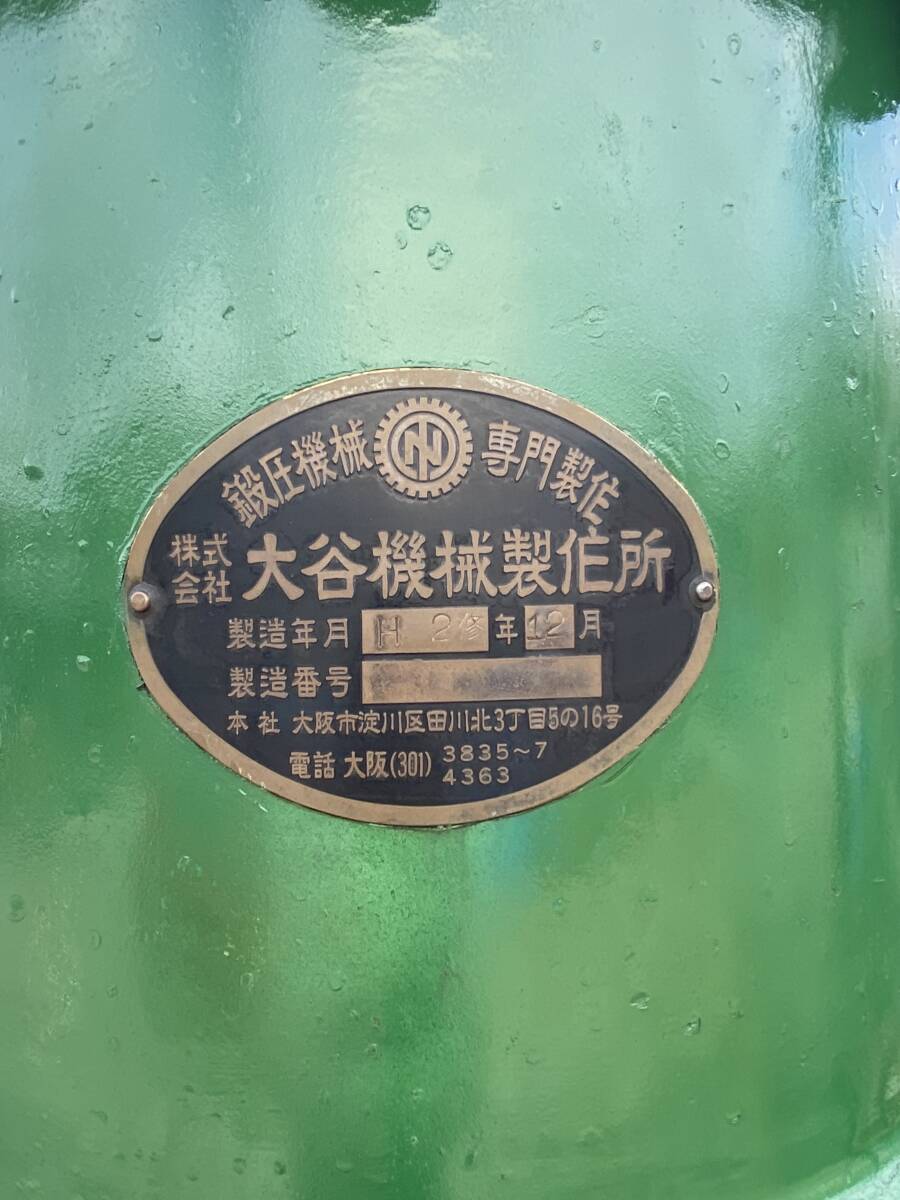 鍛圧機械 専門製作
株式会社 大谷機械製作所
製造年月 H 2修年12月
製造番号
本社 大阪市淀川区田川北3丁目5の16号
電話 大阪(301) 3835~7
4363